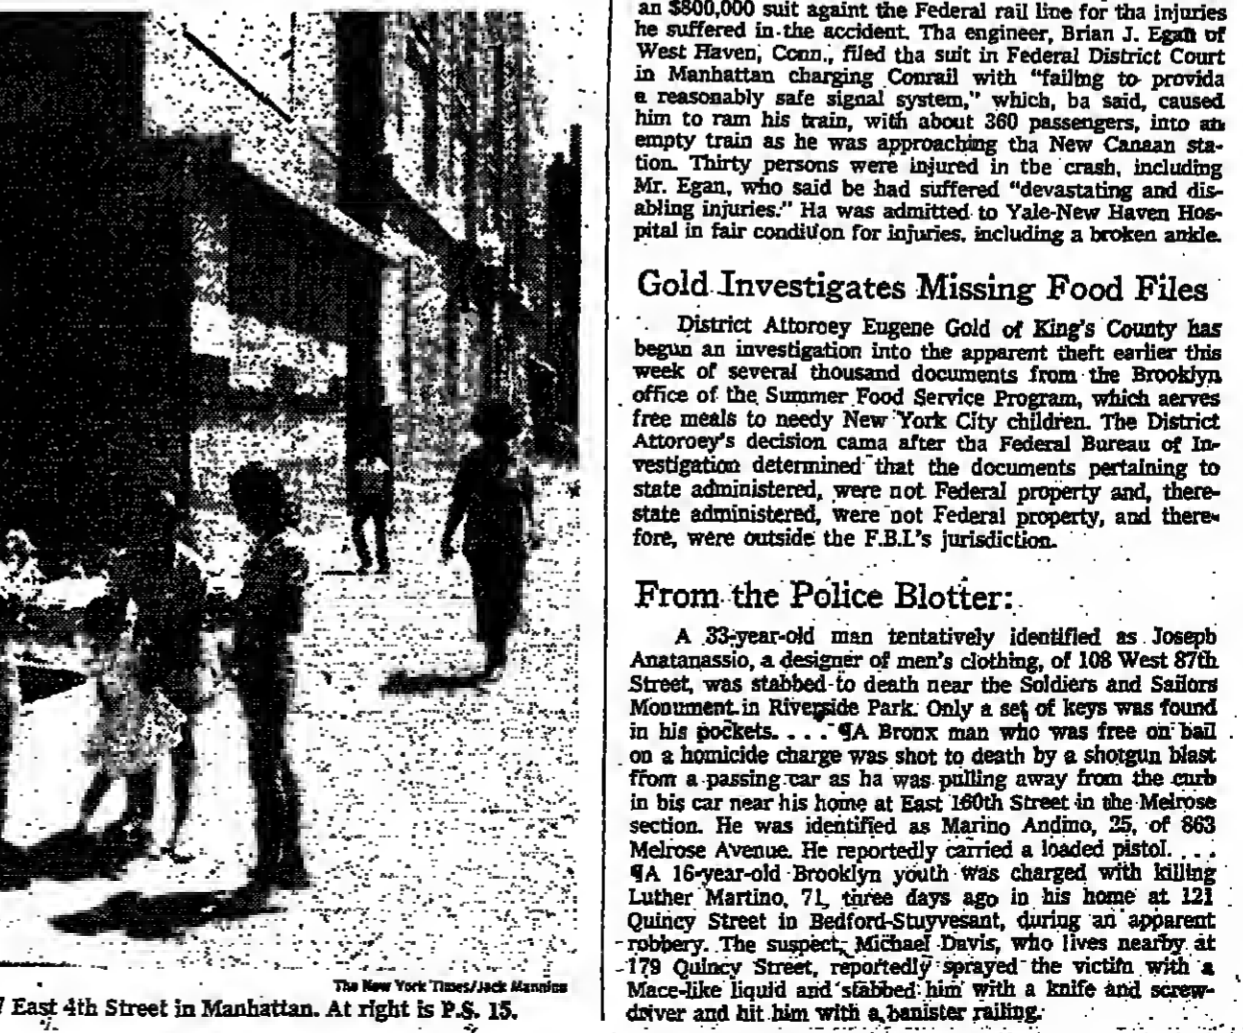 The New York Times/Jack Manning
7 East 4th Street in Manhattan. At right is P.S. 15.
an $800,000 suit againt the Federal rail line for tha injuries
he suffered in the accident. Tha engineer, Brian J. Egan of
West Haven, Conn., filed tha suit in Federal District Court
in Manhattan charging Conrail with "failing to provida
a reasonably safe signal system," which, ba said, caused
him to ram his train, with about 360 passengers, into an
empty train as he was approaching tha New Canaan sta-
tion. Thirty persons were injured in tbe crash, including
Mr. Egan, who said be had suffered "devastating and dis-
abling injuries." Ha was admitted to Yale-New Haven Hos-
pital in fair condition for injuries, including a broken ankle.
Gold Investigates Missing Food Files
District Attoroey Eugene Gold of King's County has
begun an investigation into the apparent theft earlier this
week of several thousand documents from the Brooklyn
office of the Summer Food Service Program, which aerves
free meals to needy New York City children. The District
Attoroey's decision cama after tha Federal Bureau of In-
vestigation determined that the documents pertaining to
state administered, were not Federal property and, there-
state administered, were not Federal property, and there-
fore, were outside the F.B.I.'s jurisdiction.
From the Police Blotter:
A 33-year-old man tentatively identified as Joseph
Anatanassio, a designer of men's clothing, of 108 West 87th
Street, was stabbed to death near the Soldiers and Sailors
Monument in Riverside Park. Only a set of keys was found
in his pockets. . . . ¶A Bronx man who was free on bail
on a homicide charge was shot to death by a shotgun blast
ffrom a passing car as ha was pulling away from the curb
in bis car near his home at East 160th Street in the Melrose
section. He was identified as Marino Andino, 25, of 863
Melrose Avenue. He reportedly carried a loaded pistol. . . .
¶A 16-year-old Brooklyn youth was charged with killing
Luther Martino, 71, three days ago in his home at 121
Quincy Street in Bedford-Stuyvesant, during an apparent
robbery. The suspect, Michael Davis, who lives nearby at
179 Quincy Street, reportedly sprayed the victim with a
Mace-like liquid and stabbed him with a knife and screw-
driver and hit him with a banister railing.